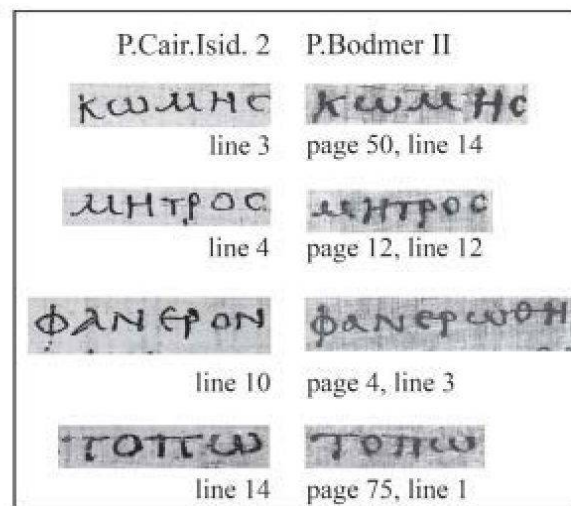 P.Cair.Isid. 2 P.Bodmer II
κωμης κωμης
line 3 page 50, line 14
μητρος μητρος
line 4 page 12, line 12
φανερον φανερωθη
line 10 page 4, line 3
τοπω τοπω
line 14 page 75, line 1